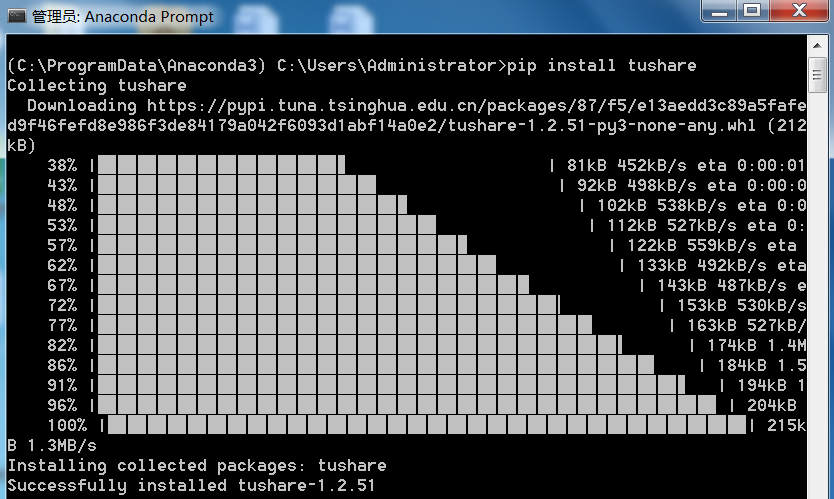 管理员: Anaconda Prompt
(C:\ProgramData\Anaconda3) C:\Users\Administrator>pip install tushare
Collecting tushare
Downloading https://pypi.tuna.tsinghua.edu.cn/packages/87/f5/e13aedd3c89a5fafe
d9f46fefd8e986f3de84179a042f6093d1abf14a0e2/tushare-1.2.51-py3-none-any.whl (212
kB)
38% | | 81kB 452kB/s eta 0:00:01
43% | | 92kB 498kB/s eta 0:00:0
48% | | 102kB 538kB/s eta 0:0
53% | | 112kB 527kB/s eta 0:
57% | | 122kB 559kB/s eta
62% | | 133kB 492kB/s eta
67% | | 143kB 487kB/s e
72% | | 153kB 530kB/s
77% | | 163kB 527kB/
82% | | 174kB 1.4M
86% | | 184kB 1.5
91% | | 194kB 1
96% | | 204kB
100% | | 215k
B 1.3MB/s
Installing collected packages: tushare
Successfully installed tushare-1.2.51